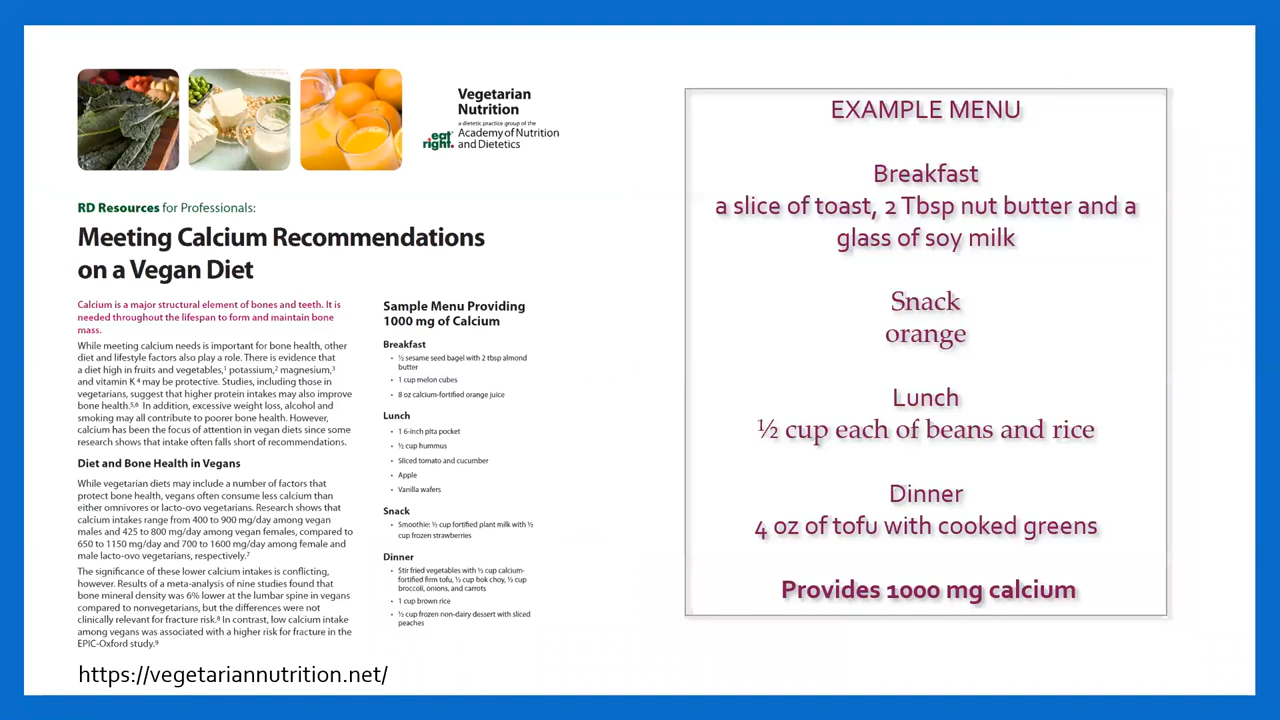 Vegetarian
Nutrition
a dietetic practice group of the
eat
right.
Academy of Nutrition
and Dietetics
RD Resources for Professionals:
Meeting Calcium Recommendations
on a Vegan Diet
Calcium is a major structural element of bones and teeth. It is
needed throughout the lifespan to form and maintain bone
mass.
While meeting calcium needs is important for bone health, other
diet and lifestyle factors also play a role. There is evidence that
a diet high in fruits and vegetables,¹ potassium,² magnesium,³
and vitamin K ⁴ may be protective. Studies, including those in
vegetarians, suggest that higher protein intakes may also improve
bone health.⁵,⁶ In addition, excessive weight loss, alcohol and
smoking may all contribute to poorer bone health. However,
calcium has been the focus of attention in vegan diets since some
research shows that intake often falls short of recommendations.
Diet and Bone Health in Vegans
While vegetarian diets may include a number of factors that
protect bone health, vegans often consume less calcium than
either omnivores or lacto-ovo vegetarians. Research shows that
calcium intakes range from 400 to 900 mg/day among vegan
males and 425 to 800 mg/day among vegan females, compared to
650 to 1150 mg/day and 700 to 1600 mg/day among female and
male lacto-ovo vegetarians, respectively.⁷
The significance of these lower calcium intakes is conflicting,
however. Results of a meta-analysis of nine studies found that
bone mineral density was 6% lower at the lumbar spine in vegans
compared to nonvegetarians, but the differences were not
clinically relevant for fracture risk.⁸ In contrast, low calcium intake
among vegans was associated with a higher risk for fracture in the
EPIC-Oxford study.⁹
Sample Menu Providing
1000 mg of Calcium
Breakfast
• ½ sesame seed bagel with 2 tbsp almond
butter
• 1 cup melon cubes
• 8 oz calcium-fortified orange juice
Lunch
• 1 6-inch pita pocket
• ½ cup hummus
• Sliced tomato and cucumber
• Apple
• Vanilla wafers
Snack
• Smoothie: ½ cup fortified plant milk with ½
cup frozen strawberries
Dinner
• Stir fried vegetables with ½ cup calcium-
fortified firm tofu, ½ cup bok choy, ½ cup
broccoli, onions, and carrots
• 1 cup brown rice
• ½ cup frozen non-dairy dessert with sliced
peaches
https://vegetariannutrition.net/
EXAMPLE MENU
Breakfast
a slice of toast, 2 Tbsp nut butter and a
glass of soy milk
Snack
orange
Lunch
½ cup each of beans and rice
Dinner
4 oz of tofu with cooked greens
Provides 1000 mg calcium